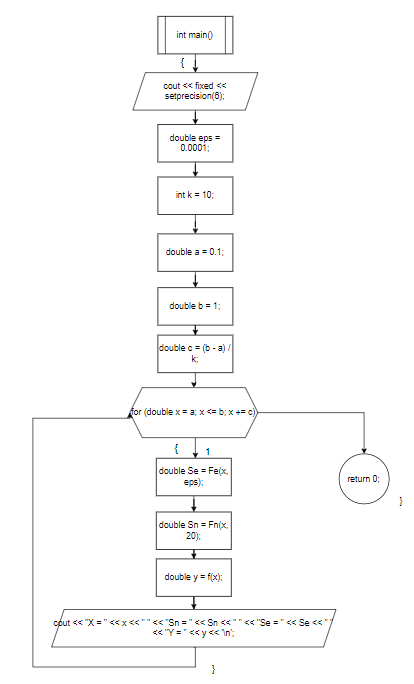 int main()
{
cout << fixed <<
setprecision(6);
double eps =
0.0001;
int k = 10;
double a = 0.1;
double b = 1;
double c = (b - a) /
k;
for (double x = a; x <= b; x += c)
{
1
double Se = Fe(x,
eps);
return 0;
}
double Sn = Fn(x,
20);
double y = f(x);
cout << "X = " << x << " " << "Sn = " << Sn << " " << "Se = " << Se << " "
<< "Y = " << y << '\n';
}